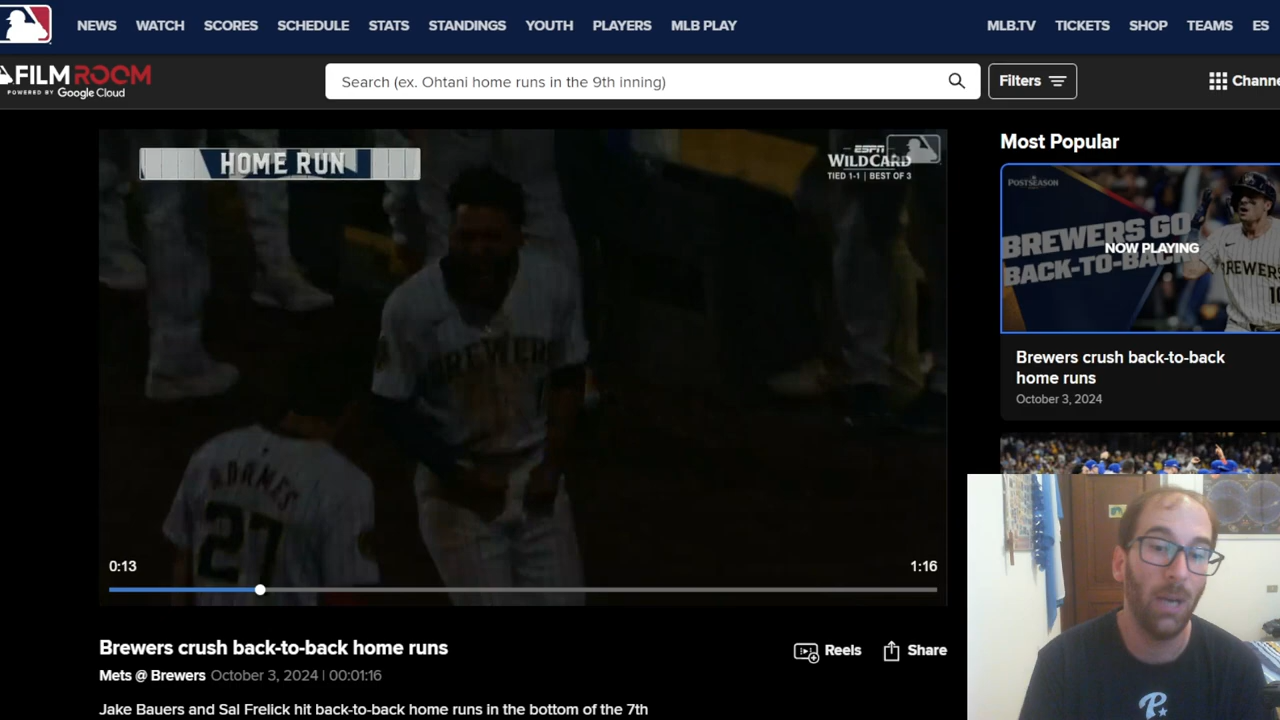 NEWS WATCH SCORES SCHEDULE STATS STANDINGS YOUTH PLAYERS MLB PLAY MLB.TV TICKETS SHOP TEAMS ES
FILM ROOM
POWERED BY Google Cloud
Search (ex. Ohtani home runs in the 9th inning)
Filters
Channe
HOME RUN
ESPN
WILD CARD
TIED 1-1 | BEST OF 3
BREWERS
ADAMES
27
0:13
1:16
Most Popular
POSTSEASON
BREWERS GO
BACK-TO-BACK
NOW PLAYING
BREWERS
10
Brewers crush back-to-back
home runs
October 3, 2024
Brewers crush back-to-back home runs
Reels
Share
Mets @ Brewers October 3, 2024 | 00:01:16
Jake Bauers and Sal Frelick hit back-to-back home runs in the bottom of the 7th
P